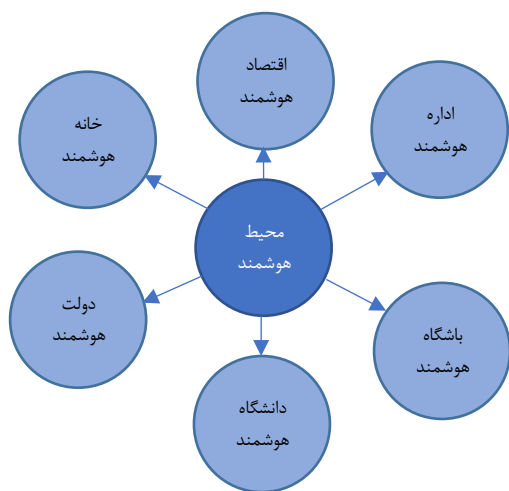 اقتصاد
هوشمند
اداره
هوشمند
خانه
هوشمند
محیط
هوشمند
دولت
هوشمند
باشگاه
هوشمند
دانشگاه
هوشمند